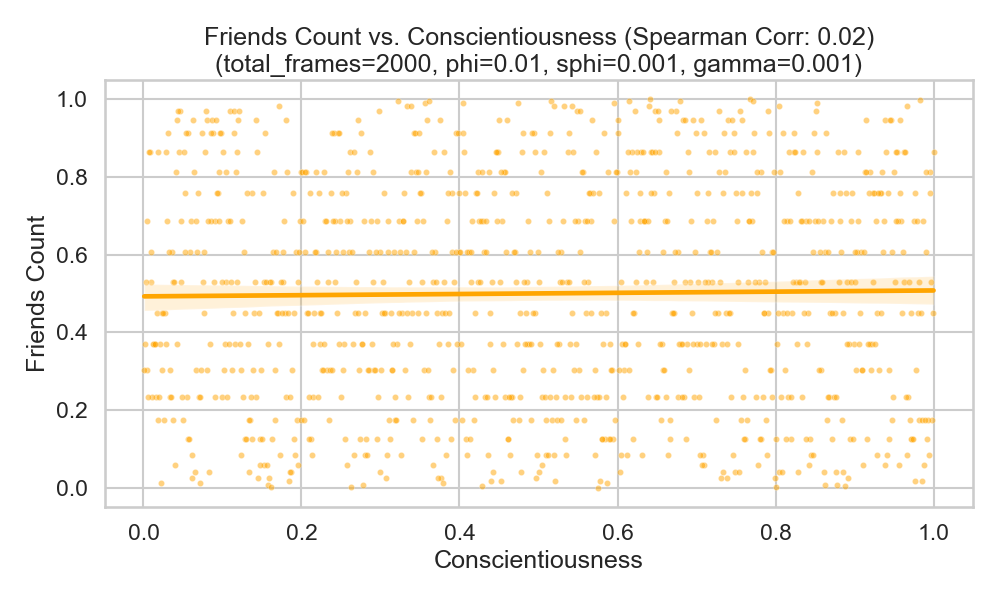 Friends Count vs. Conscientiousness (Spearman Corr: 0.02)
(total_frames=2000, phi=0.01, sphi=0.001, gamma=0.001)
Friends Count
1.0
0.8
0.6
0.4
0.2
0.0
0.0 0.2 0.4 0.6 0.8 1.0
Conscientiousness